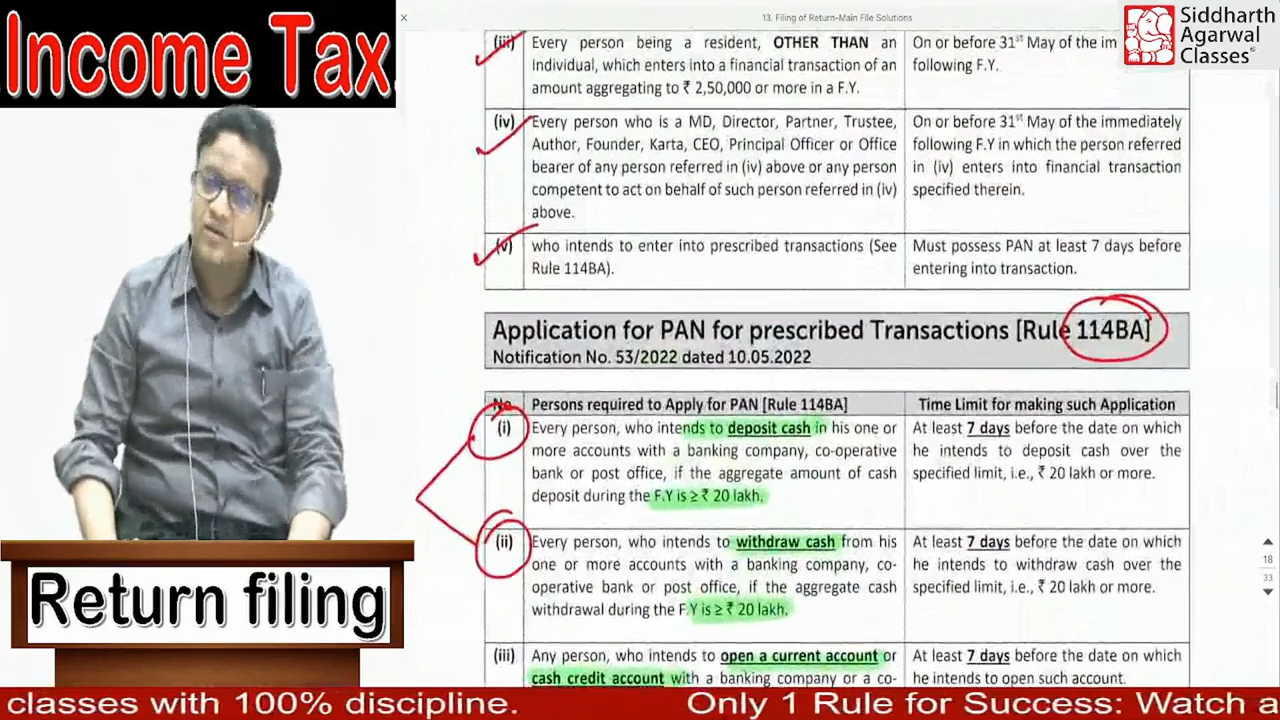 Income Tax
Return filing
13. Filing of Return-Main File Solutions
Siddharth
Agarwal
Classes
(iii) Every person being a resident, OTHER THAN an
Individual, which enters into a financial transaction of an
amount aggregating to ₹ 2,50,000 or more in a F.Y.
On or before 31st May of the im
following F.Y.
(iv) Every person who is a MD, Director, Partner, Trustee,
Author, Founder, Karta, CEO, Principal Officer or Office
bearer of any person referred in (iv) above or any person
competent to act on behalf of such person referred in (iv)
above.
On or before 31st May of the immediately
following F.Y in which the person referred
in (iv) enters into financial transaction
specified therein.
(v) who intends to enter into prescribed transactions (See
Rule 114BA).
Must possess PAN at least 7 days before
entering into transaction.
Application for PAN for prescribed Transactions [Rule 114BA]
Notification No. 53/2022 dated 10.05.2022
No. Persons required to Apply for PAN [Rule 114BA]
Time Limit for making such Application
(i) Every person, who intends to deposit cash in his one or
more accounts with a banking company, co-operative
bank or post office, if the aggregate amount of cash
deposit during the F.Y is ≥ ₹ 20 lakh.
At least 7 days before the date on which
he intends to deposit cash over the
specified limit, i.e., ₹ 20 lakh or more.
(ii) Every person, who intends to withdraw cash from his
one or more accounts with a banking company, co-
operative bank or post office, if the aggregate cash
withdrawal during the F.Y is ≥ ₹ 20 lakh.
At least 7 days before the date on which
he intends to withdraw cash over the
specified limit, i.e., ₹ 20 lakh or more.
(iii) Any person, who intends to open a current account or
cash credit account with a banking company or a co-
At least 7 days before the date on which
he intends to open such account.
18
33
classes with 100% discipline. Only 1 Rule for Success: Watch a